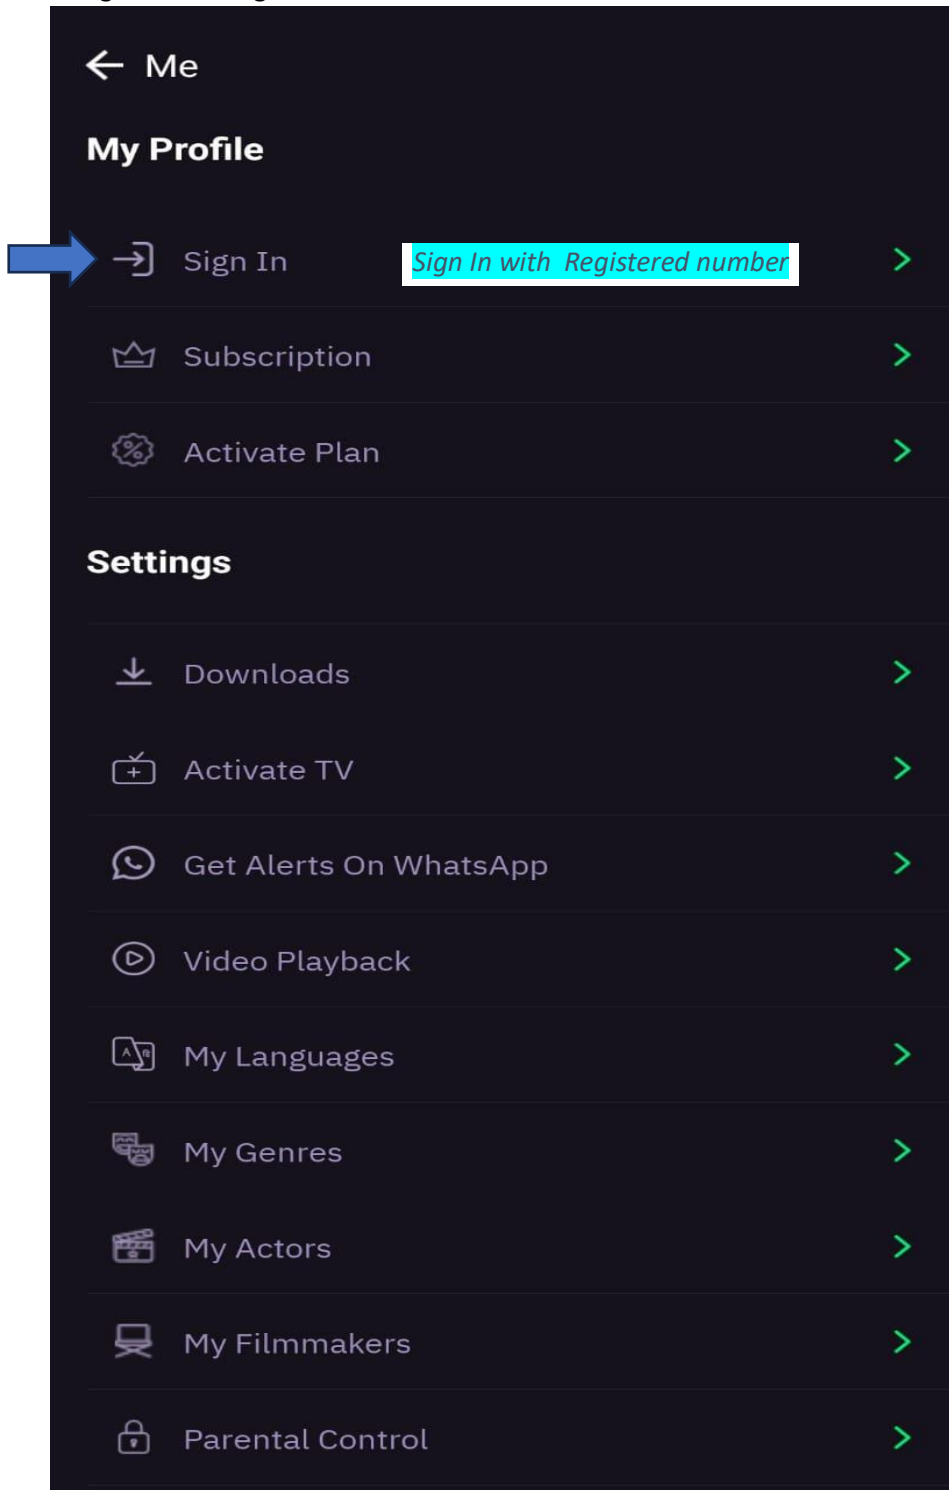 Me
My Profile
Sign In Sign In with Registered number
Subscription
Activate Plan
Settings
Downloads
Activate TV
Get Alerts On WhatsApp
Video Playback
My Languages
My Genres
My Actors
My Filmmakers
Parental Control